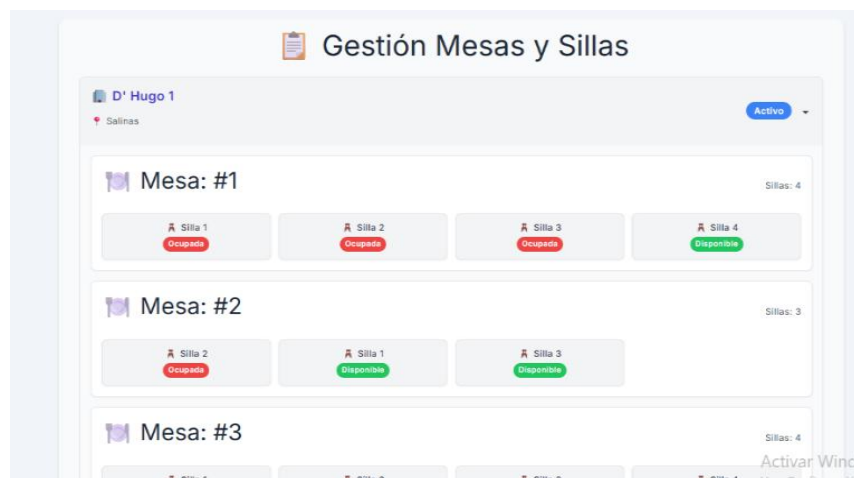 Gestión Mesas y Sillas
D' Hugo 1
Activo
Salinas
Mesa: #1
Sillas: 4
Silla 1 Silla 2 Silla 3 Silla 4
Ocupada Ocupada Ocupada Disponible
Mesa: #2
Sillas: 3
Silla 2 Silla 1 Silla 3
Ocupada Disponible Disponible
Mesa: #3
Sillas: 4
Activar Wind